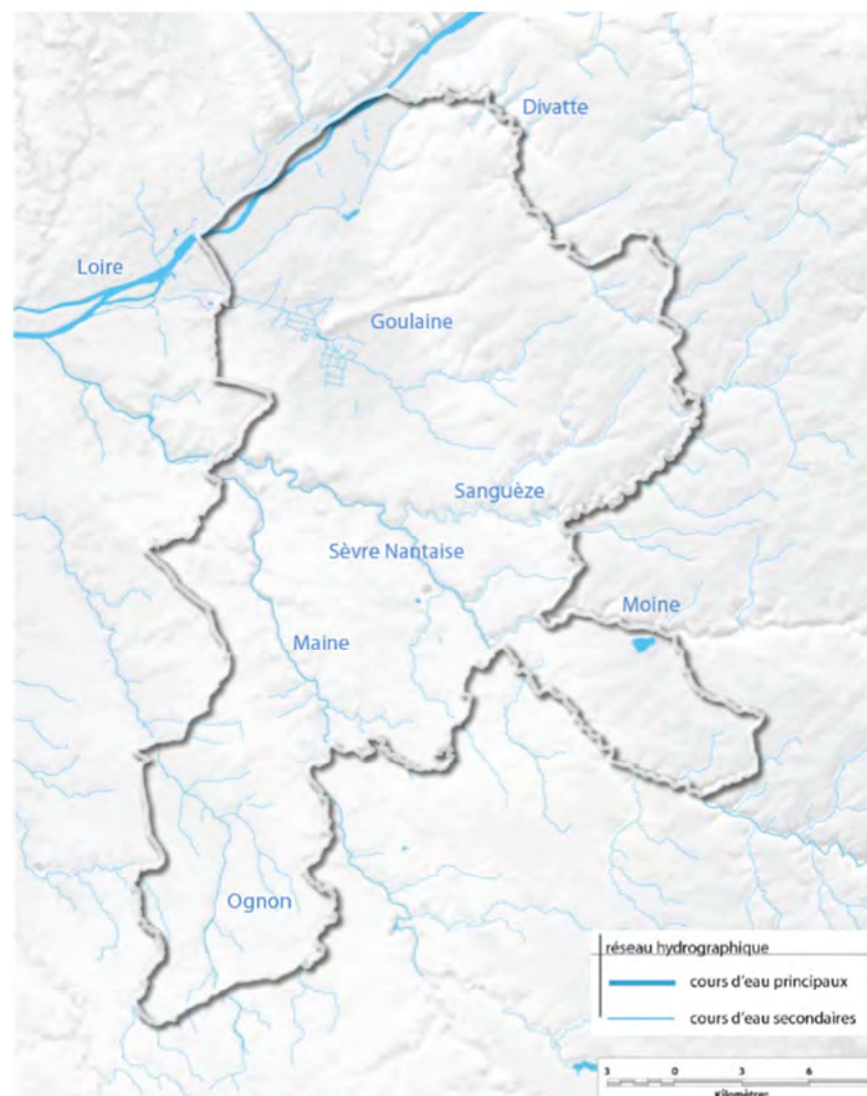 Divatte
Loire
Goulaine
Sanguèze
Sèvre Nantaise
Moine
Maine
Ognon
réseau hydrographique
cours d'eau principaux
cours d'eau secondaires
3 0 3 6
Kilomètres